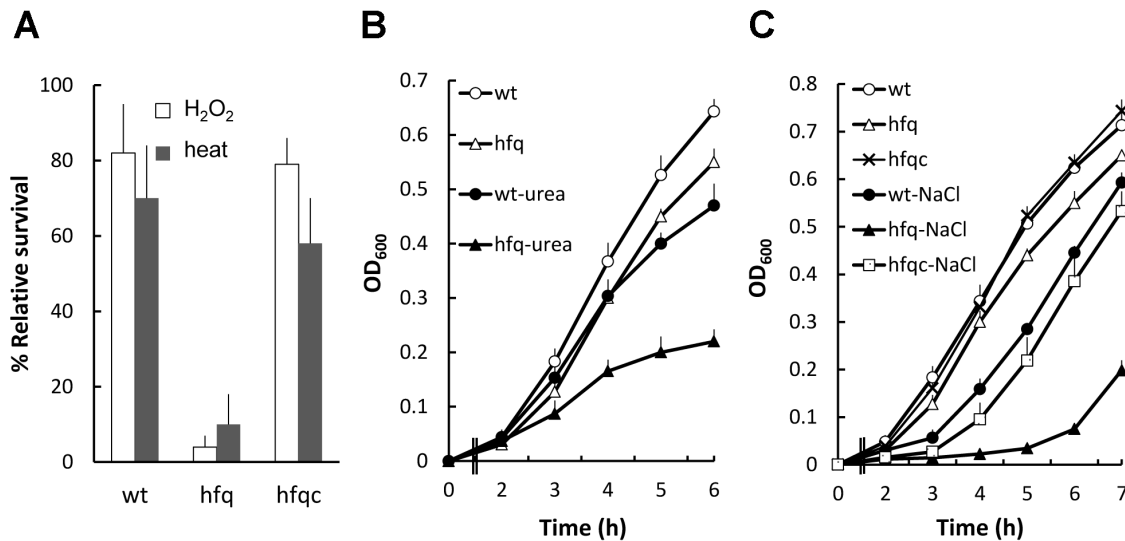 A
% Relative survival
100
80
60
40
20
0
H₂O₂
heat
wt
hfq
hfqc
B
OD₆₀₀
0.7
0.6
0.5
0.4
0.3
0.2
0.1
0
wt
hfq
wt-urea
hfq-urea
0
2
3
4
5
6
Time (h)
C
OD₆₀₀
0.8
0.7
0.6
0.5
0.4
0.3
0.2
0.1
0
wt
hfq
hfqc
wt-NaCl
hfq-NaCl
hfqc-NaCl
0
2
3
4
5
6
7
Time (h)